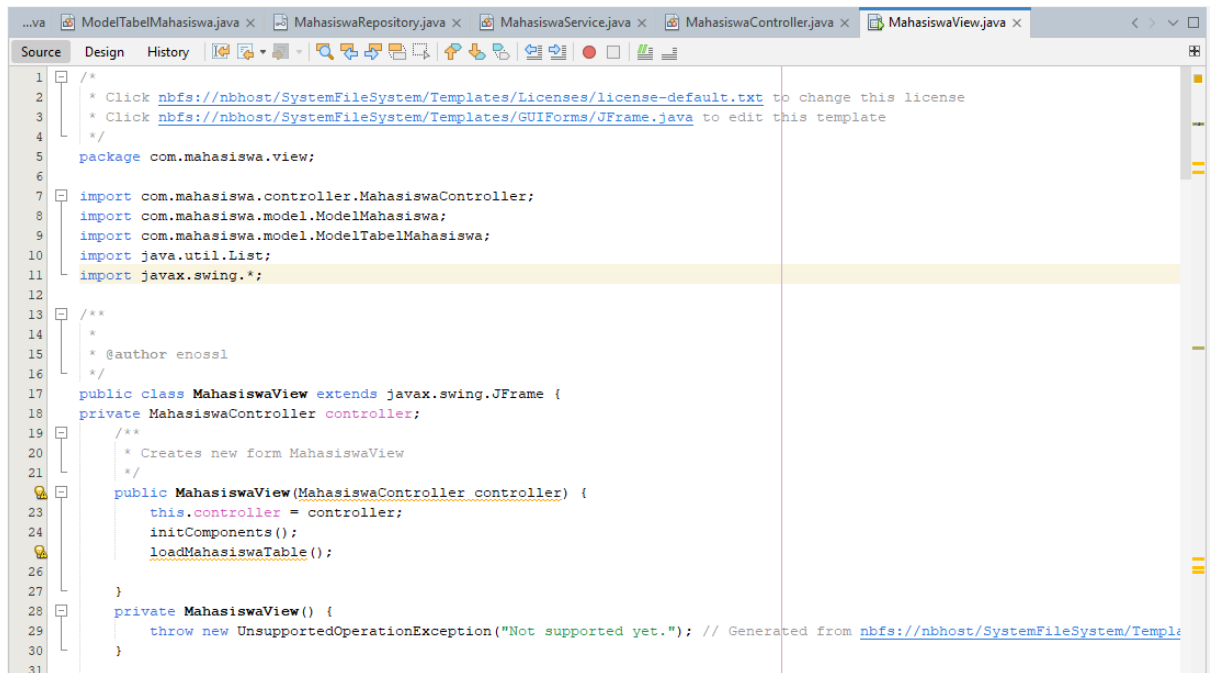 ...va ModelTabelMahasiswa.java × MahasiswaRepository.java × MahasiswaService.java × MahasiswaController.java × MahasiswaView.java ×
Source Design History
1 /*
2 * Click nbfs://nbhost/SystemFileSystem/Templates/Licenses/license-default.txt to change this license
3 * Click nbfs://nbhost/SystemFileSystem/Templates/GUIForms/JFrame.java to edit this template
4 */
5 package com.mahasiswa.view;
6
7 import com.mahasiswa.controller.MahasiswaController;
8 import com.mahasiswa.model.ModelMahasiswa;
9 import com.mahasiswa.model.ModelTabelMahasiswa;
10 import java.util.List;
11 import javax.swing.*;
12
13 /**
14 *
15 * @author enossl
16 */
17 public class MahasiswaView extends javax.swing.JFrame {
18 private MahasiswaController controller;
19 /**
20 * Creates new form MahasiswaView
21 */
public MahasiswaView(MahasiswaController controller) {
23 this.controller = controller;
24 initComponents();
loadMahasiswaTable();
26
27 }
28 private MahasiswaView() {
29 throw new UnsupportedOperationException("Not supported yet."); // Generated from nbfs://nbhost/SystemFileSystem/Templa
30 }
31